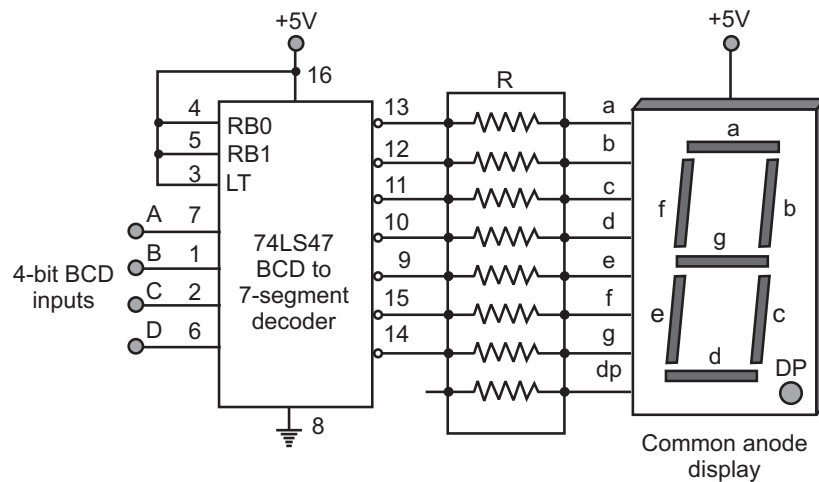 +5V
+5V
16
R
4
RB0
13
a
5
RB1
12
b
3
LT
11
c
A
7
10
d
B
1
9
e
C
2
15
f
D
6
14
g
dp
4-bit BCD
inputs
74LS47
BCD to
7-segment
decoder
8
a
f
b
g
e
c
d
DP
Common anode
display